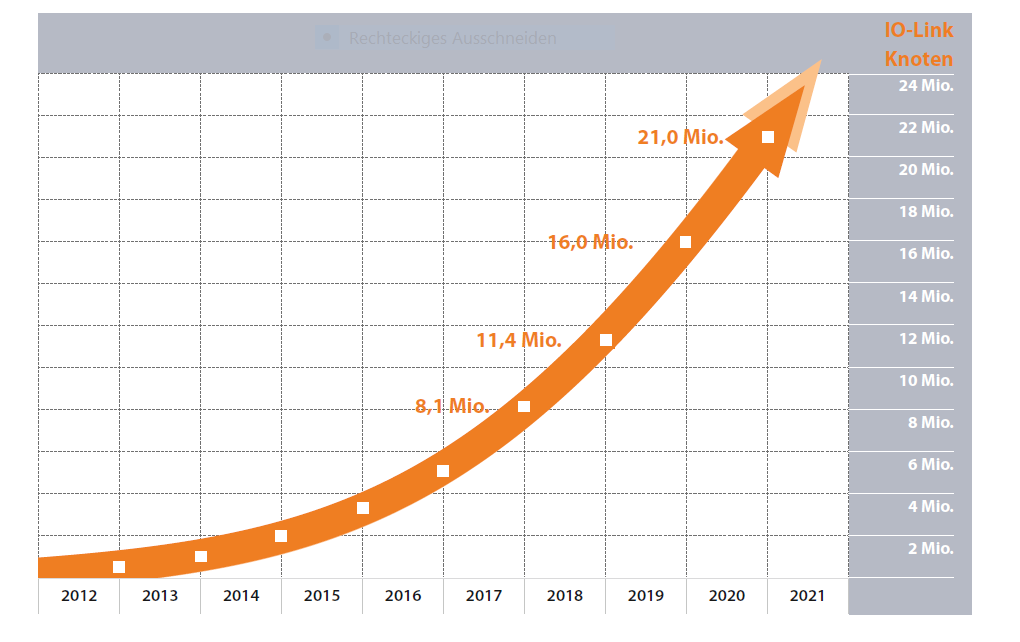 Rechteckiges Ausschneiden
IO-Link
Knoten
24 Mio.
22 Mio.
21,0 Mio.
20 Mio.
18 Mio.
16,0 Mio.
16 Mio.
14 Mio.
11,4 Mio.
12 Mio.
10 Mio.
8,1 Mio.
8 Mio.
6 Mio.
4 Mio.
2 Mio.
2012 2013 2014 2015 2016 2017 2018 2019 2020 2021